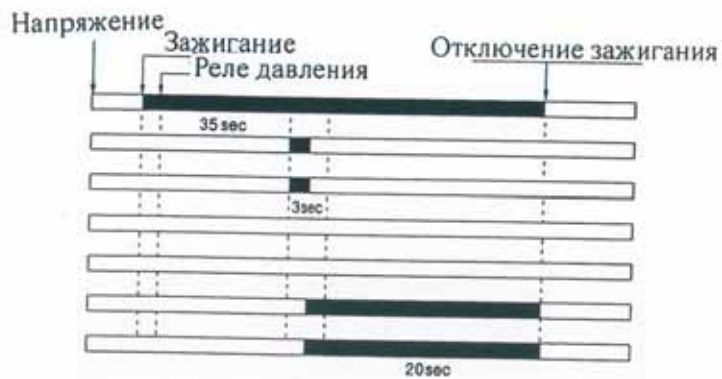 Напряжение
Зажигание
Отключение зажигания
Реле давления
35 sec
3sec
20sec